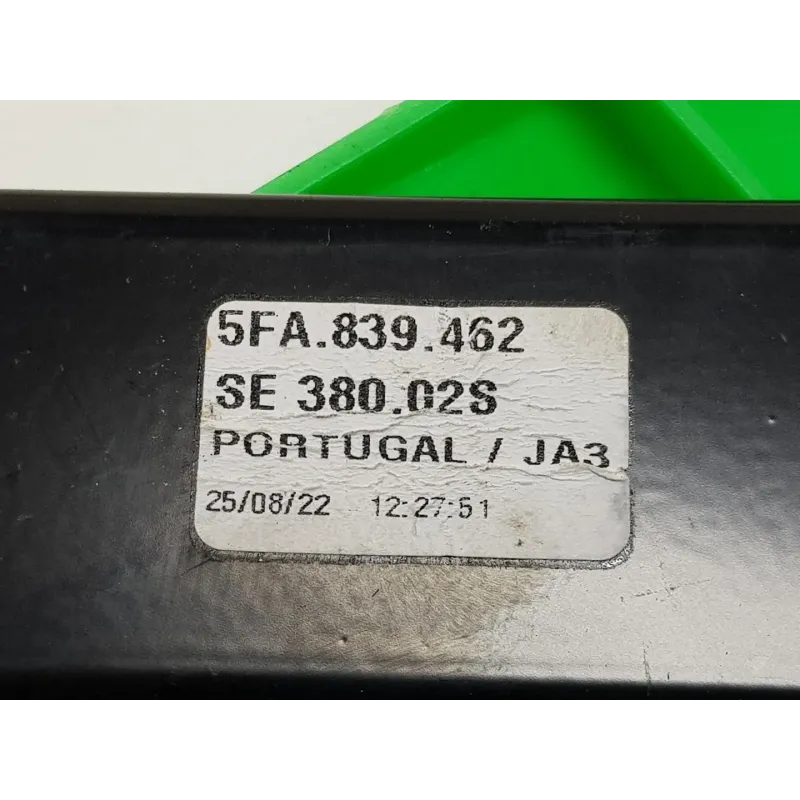 5FA.839.462
SE 380.02S
PORTUGAL / JA3
25/08/22 12:27:51